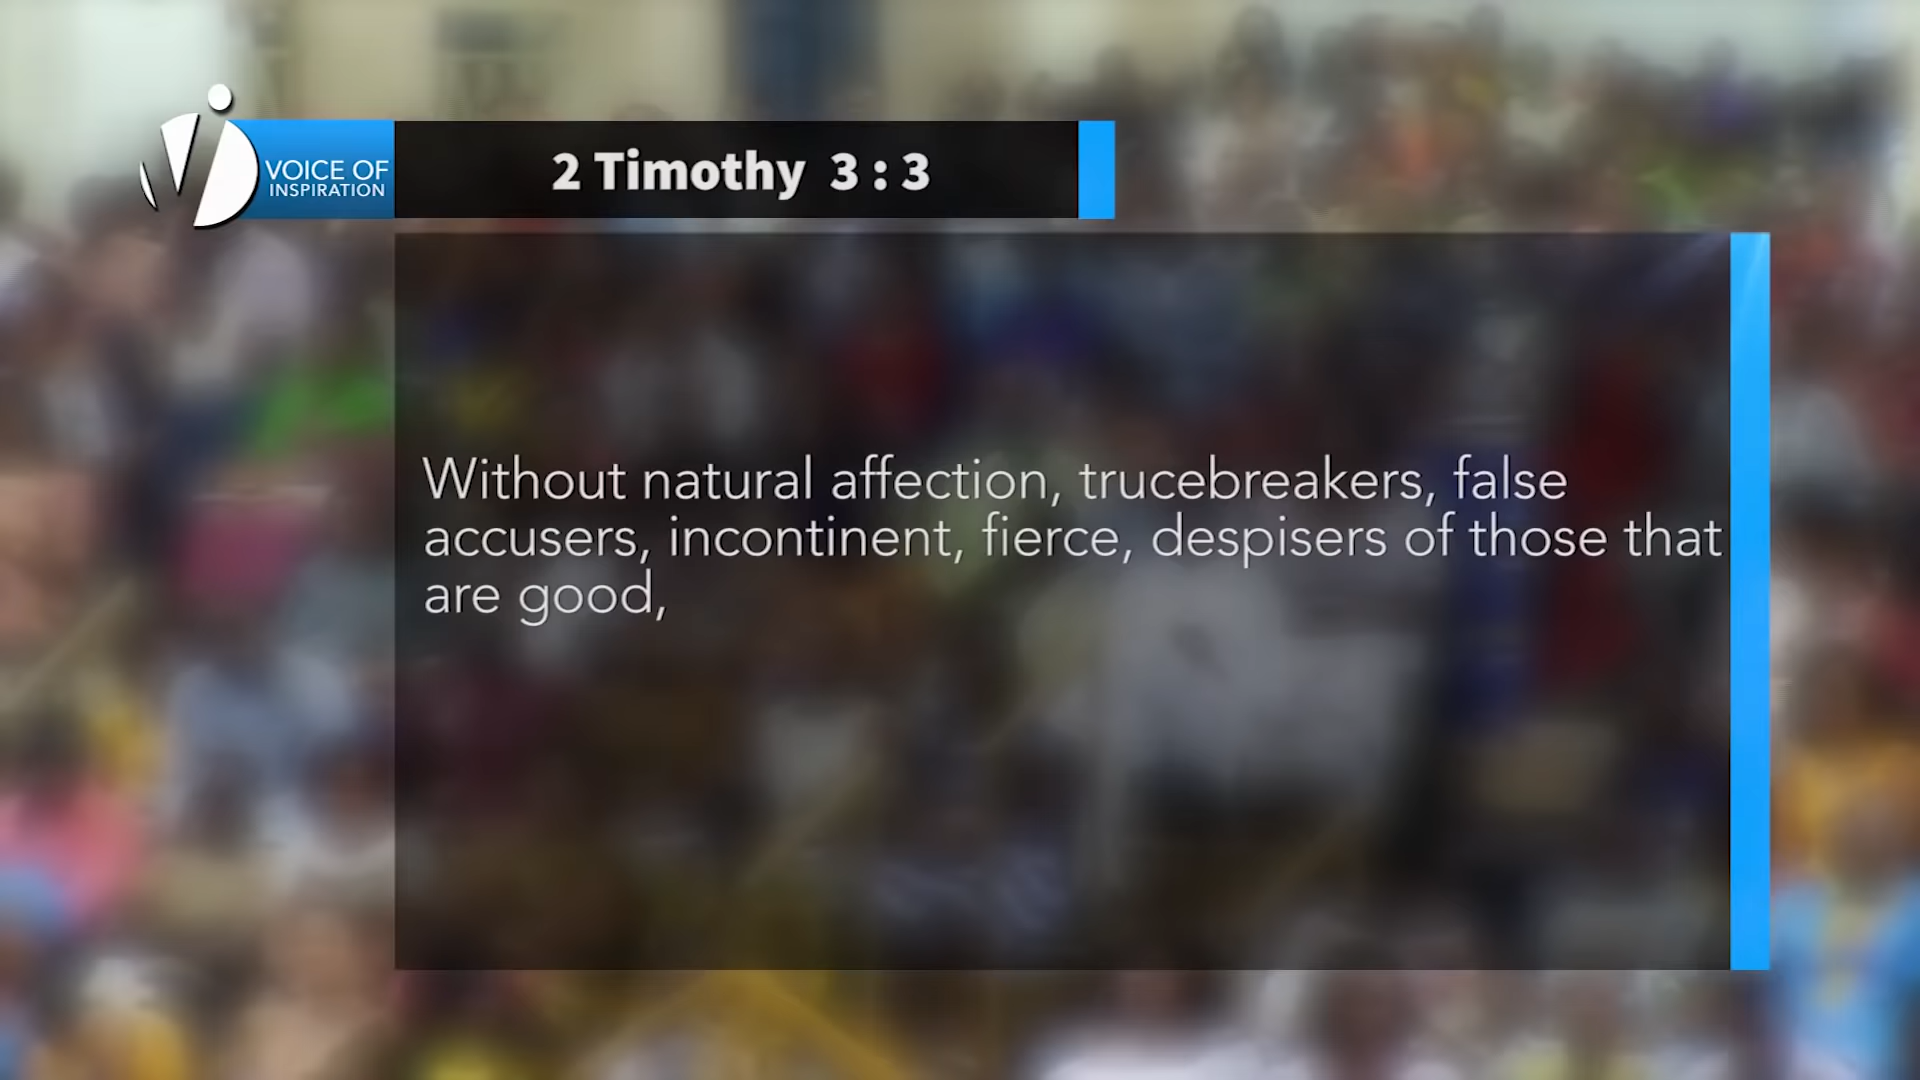 VOICE OF
INSPIRATION
2 Timothy 3 : 3
Without natural affection, trucebreakers, false
accusers, incontinent, fierce, despisers of those that
are good,